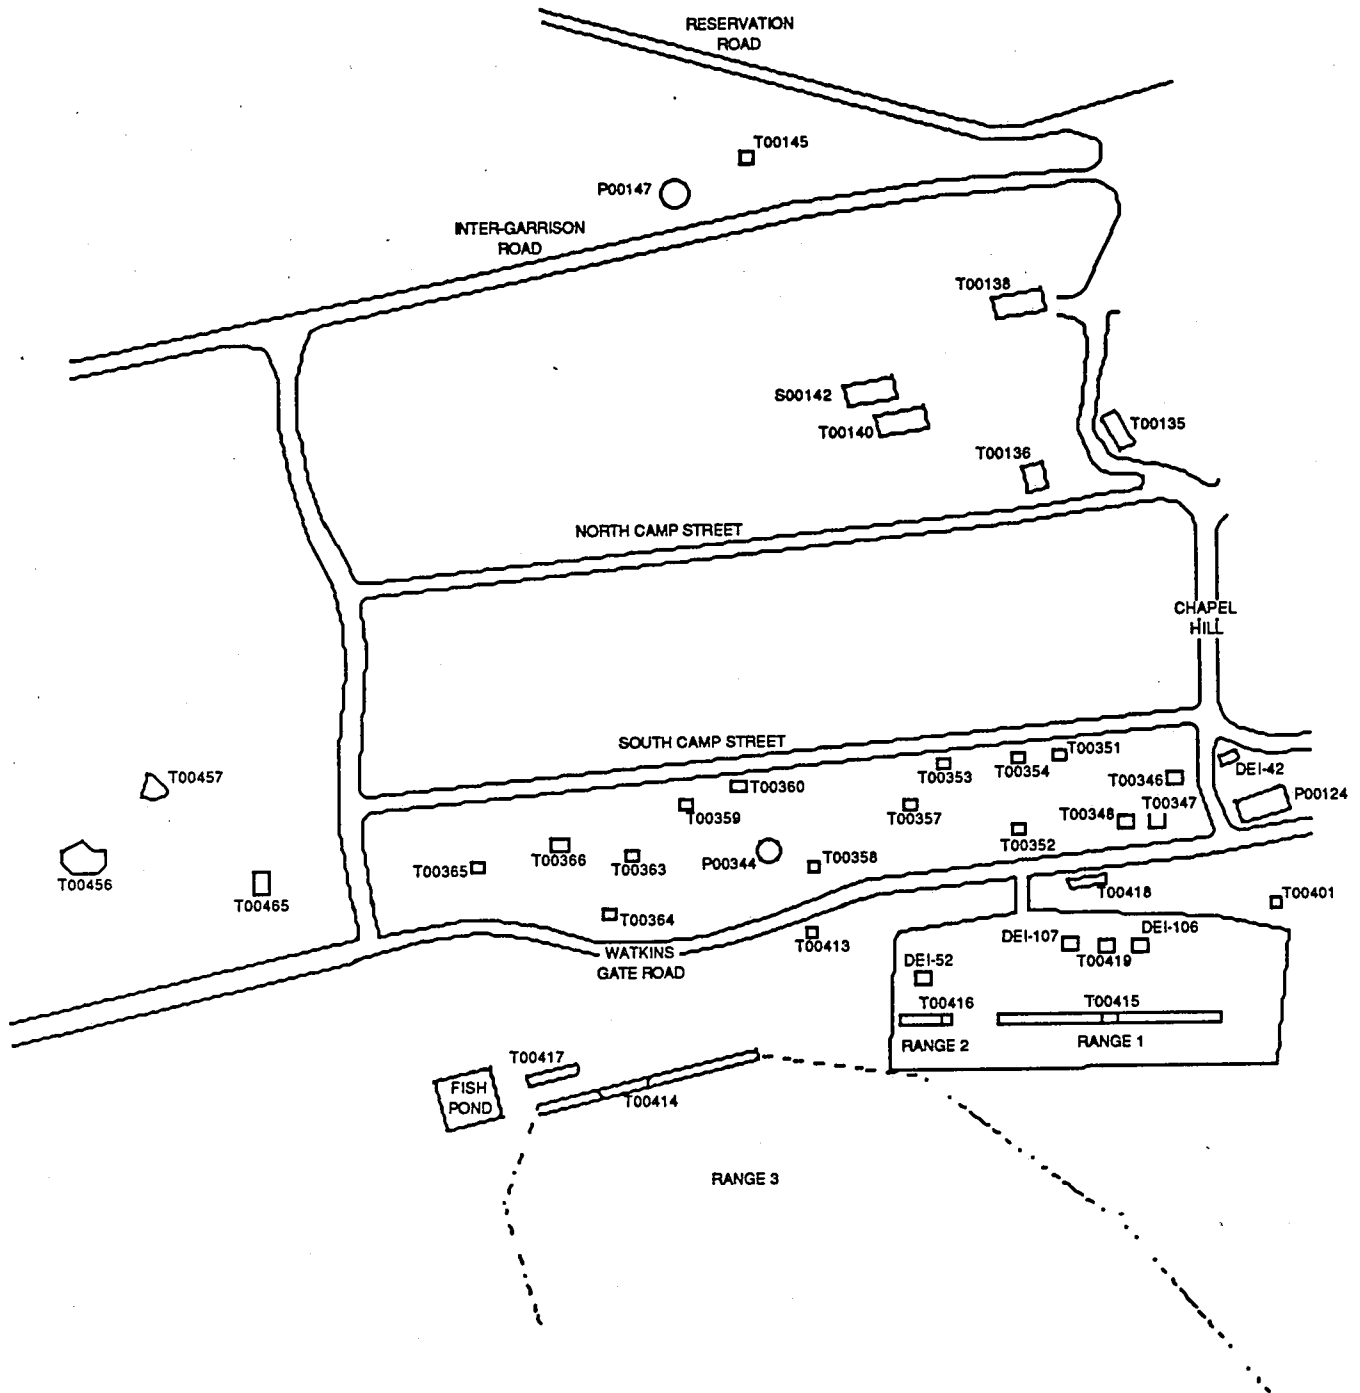 RESERVATION
ROAD
T00145
P00147
INTER-GARRISON
ROAD
T00138
S00142
T00140
T00135
T00136
NORTH CAMP STREET
CHAPEL
HILL
SOUTH CAMP STREET
T00351
T00353
T00354
T00346
DEI-42
T00457
T00360
T00359
T00357
T00348
T00347
P00124
T00352
T00366
T00365
T00363
P00344
T00358
T00456
T00465
T00418
T00401
T00364
T00413
WATKINS
GATE ROAD
DEI-107
DEI-106
T00419
DEI-52
T00416
T00415
RANGE 2
RANGE 1
T00417
FISH
POND
T00414
RANGE 3